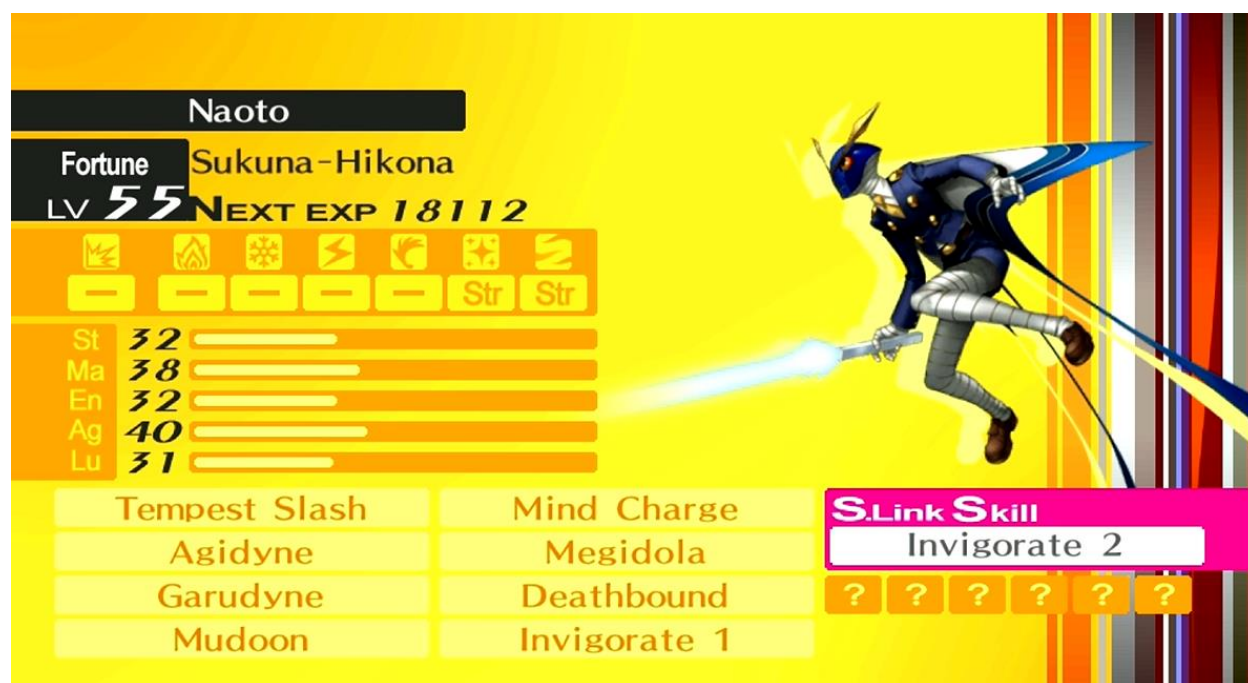 Naoto
Fortune Sukuna-Hikona
LV 55 NEXT EXP 18112
- - - - - Str Str
St 32
Ma 38
En 32
Ag 40
Lu 31
Tempest Slash Mind Charge
Agidyne Megidola
Garudyne Deathbound
Mudoon Invigorate 1
S.Link Skill
Invigorate 2
? ? ? ? ? ?